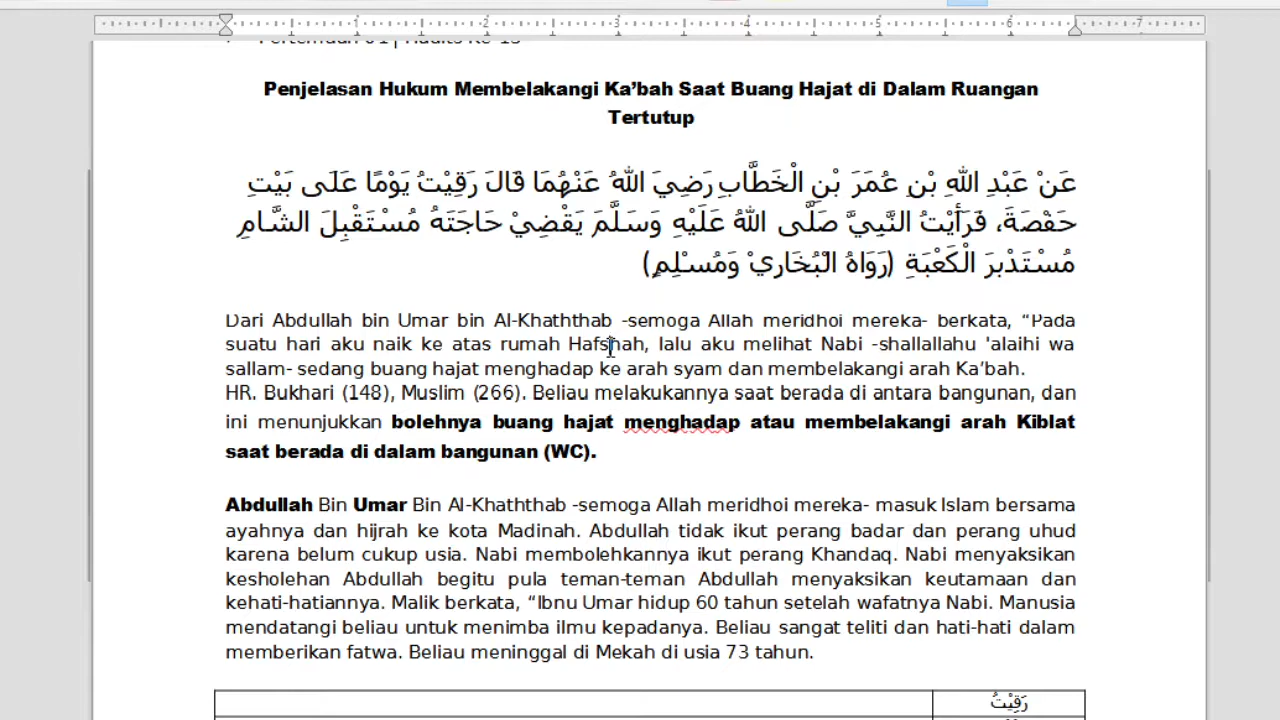 Pertemuan 01 | Hadits Ke-13
Penjelasan Hukum Membelakangi Ka’bah Saat Buang Hajat di Dalam Ruangan
Tertutup
عَنْ عَبْدِ اللهِ بْنِ عُمَرَ بْنِ الْخَطَّابِ رَضِيَ اللهُ عَنْهُمَا قَالَ رَقِيْتُ يَوْمًا عَلَى بَيْتِ
حَفْصَةَ، فَرَأَيْتُ النَّبِيَّ صَلَّى اللهُ عَلَيْهِ وَسَلَّمَ يَقْضِيْ حَاجَتَهُ مُسْتَقْبِلَ الشَّامِ
مُسْتَدْبرَ الْكَعْبَةِ (رَوَاهُ الْبُخَارِيْ وَمُسْلِمٍ)
Dari Abdullah bin Umar bin Al-Khaththab -semoga Allah meridhoi mereka- berkata, “Pada
suatu hari aku naik ke atas rumah Hafshah, lalu aku melihat Nabi -shallallahu 'alaihi wa
sallam- sedang buang hajat menghadap ke arah syam dan membelakangi arah Ka’bah.
HR. Bukhari (148), Muslim (266). Beliau melakukannya saat berada di antara bangunan, dan
ini menunjukkan bolehnya buang hajat menghadap atau membelakangi arah Kiblat
saat berada di dalam bangunan (WC).
Abdullah Bin Umar Bin Al-Khaththab -semoga Allah meridhoi mereka- masuk Islam bersama
ayahnya dan hijrah ke kota Madinah. Abdullah tidak ikut perang badar dan perang uhud
karena belum cukup usia. Nabi membolehkannya ikut perang Khandaq. Nabi menyaksikan
kesholehan Abdullah begitu pula teman-teman Abdullah menyaksikan keutamaan dan
kehati-hatiannya. Malik berkata, “Ibnu Umar hidup 60 tahun setelah wafatnya Nabi. Manusia
mendatangi beliau untuk menimba ilmu kepadanya. Beliau sangat teliti dan hati-hati dalam
memberikan fatwa. Beliau meninggal di Mekah di usia 73 tahun.
رَقِيْتُ